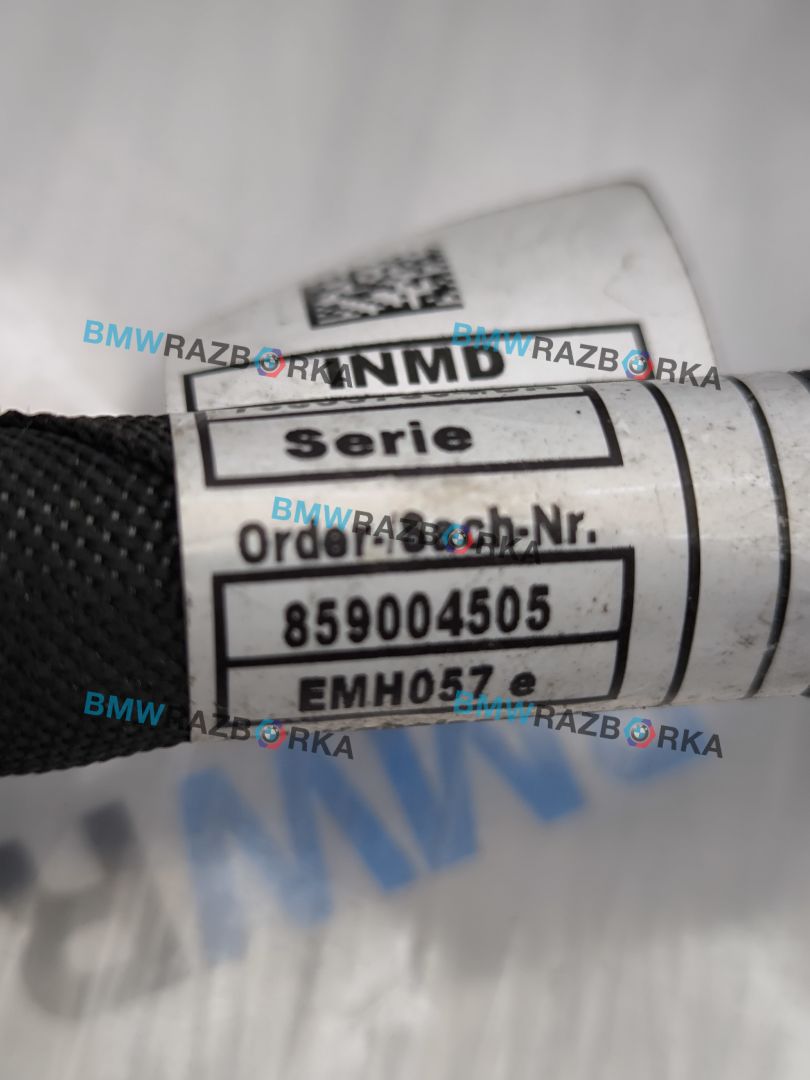 BMWRAZBORKA BMWRAZBORKA
INMD
Serie
BMWRAZBORKA
Order-/Sach-Nr.
859004505
EMH057 e
BMWRAZBORKA BMWRAZBORKA